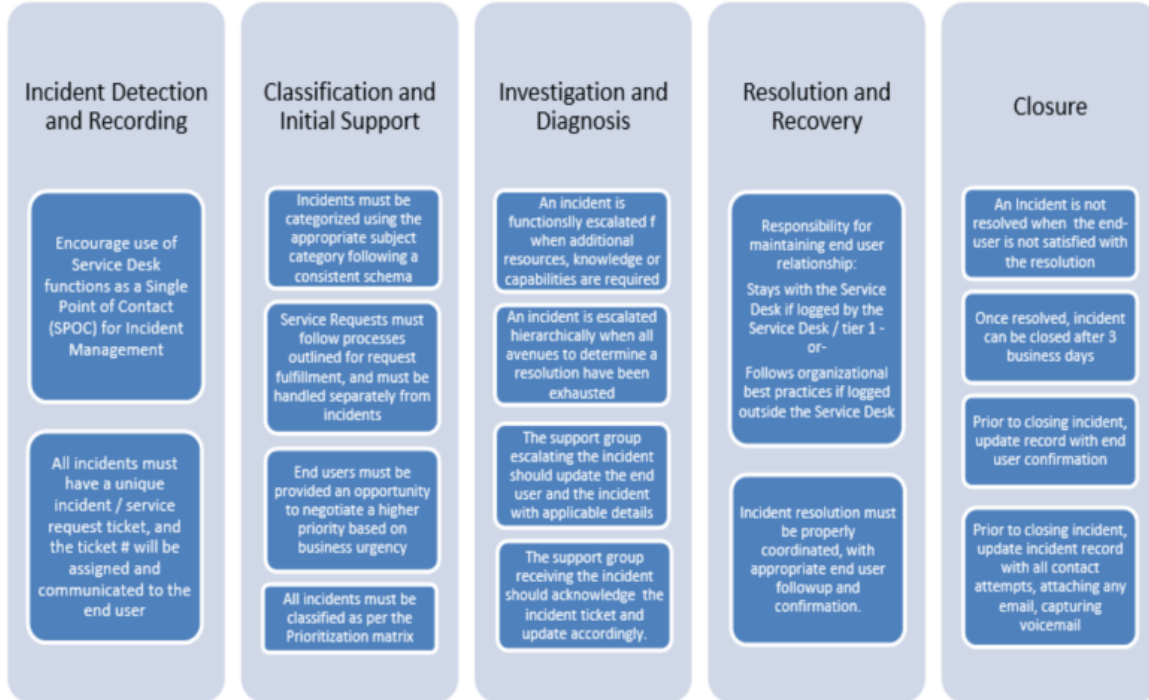 Incident Detection
and Recording
Encourage use of
Service Desk
functions as a Single
Point of Contact
(SPOC) for Incident
Management
All incidents must
have a unique
incident / service
request ticket, and
the ticket # will be
assigned and
communicated to the
end user
Classification and
Initial Support
Incidents must be
categorized using the
appropriate subject
category following a
consistent schema
Service Requests must
follow processes
outlined for request
fulfillment, and must be
handled separately from
incidents
End users must be
provided an opportunity
to negotiate a higher
priority based on
business urgency
All incidents must be
classified as per the
Prioritization matrix
Investigation and
Diagnosis
An incident is
functionslly escalated f
when additional
resources, knowledge or
capabilities are required
An incident is escalated
hierarchically when all
avenues to determine a
resolution have been
exhausted
The support group
escalating the incident
should update the end
user and the incident
with applicable details
The support group
receiving the incident
should acknowledge the
incident ticket and
update accordingly.
Resolution and
Recovery
Responsibility for
maintaining end user
relationship:
Stays with the Service
Desk if logged by the
Service Desk / tier 1 -
or-
Follows organizational
best practices if logged
outside the Service Desk
Incident resolution must
be properly
coordinated, with
appropriate end user
followup and
confirmation.
Closure
An Incident is not
resolved when the end-
user is not satisfied with
the resolution
Once resolved, incident
can be closed after 3
business days
Prior to closing incident,
update record with end
user confirmation
Prior to closing incident,
update incident record
with all contact
attempts, attaching any
email, capturing
voicemail